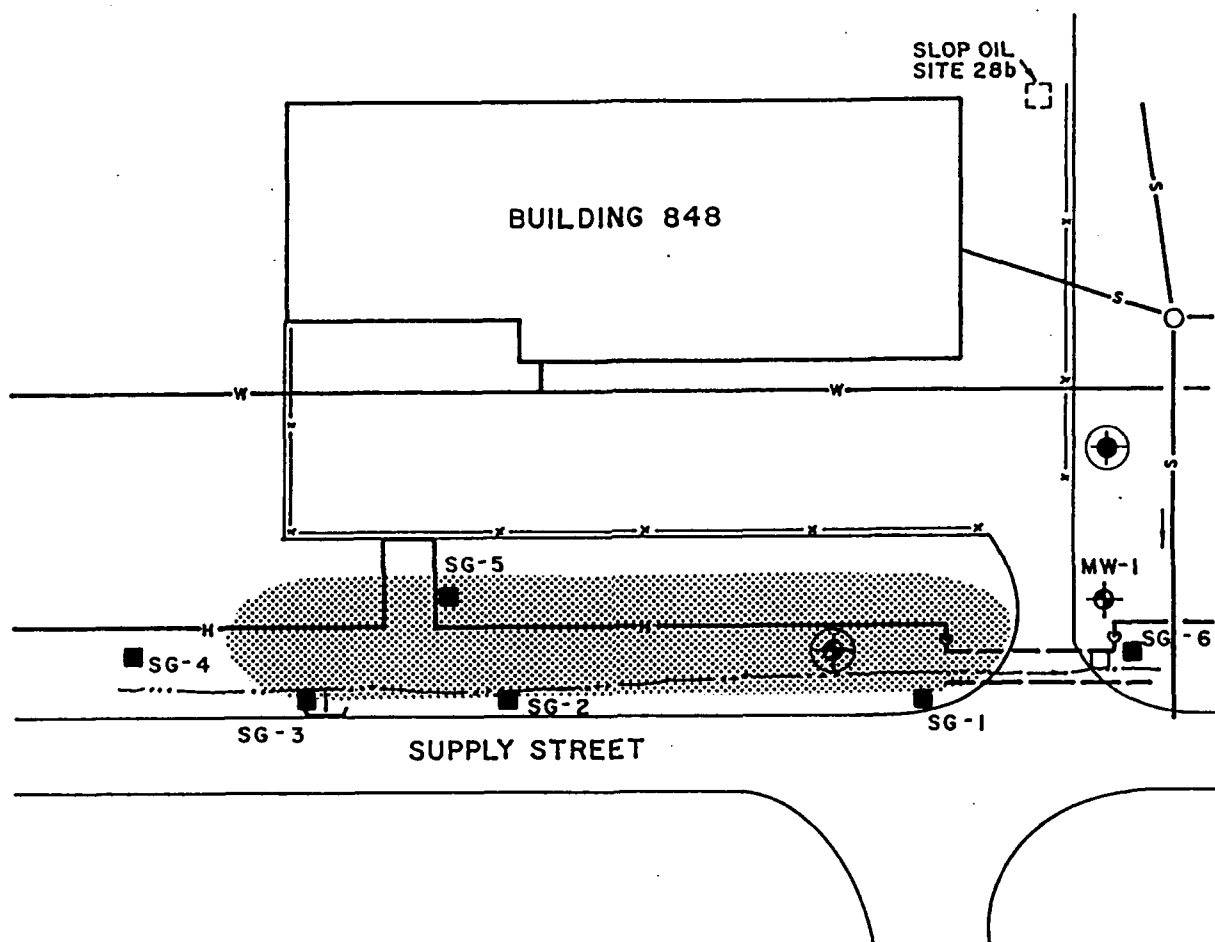 SLOP OIL
SITE 28b
S
BUILDING 848
S
W
W
x
x
x
x
S
x
x
x
x
x
SG-5
MW-1
H
H
SG-6
SG-4
SG-2
SG-1
SG-3
SUPPLY STREET